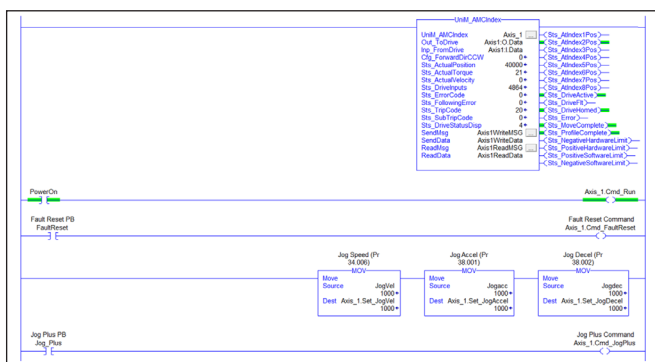 UniM_AMCIndex
UniM_AMCIndex Axis_1 ... Sts_AtIndex1Pos
Out_ToDrive Axis1:O.Data Sts_AtIndex2Pos
Inp_FromDrive Axis1:I.Data Sts_AtIndex3Pos
Cfg_ForwardDirCCW 0 Sts_AtIndex4Pos
Sts_ActualPosition 40000 Sts_AtIndex5Pos
Sts_ActualTorque 21 Sts_AtIndex6Pos
Sts_ActualVelocity 0 Sts_AtIndex7Pos
Sts_DriveInputs 4864 Sts_AtIndex8Pos
Sts_ErrorCode 0 Sts_DriveActive
Sts_FollowingError 0 Sts_DriveFlt
Sts_TripCode 20 Sts_DriveHomed
Sts_SubTripCode 0 Sts_Error
Sts_DriveStatusDisp 4 Sts_MoveComplete
SendMsg Axis1WriteMSG ... Sts_ProfileComplete
SendData Axis1WriteData Sts_NegativeHardwareLimit
ReadMsg Axis1ReadMSG ... Sts_PositiveHardwareLimit
ReadData Axis1ReadData Sts_PositiveSoftwareLimit
Sts_NegativeSoftwareLimit
PowerOn Axis_1.Cmd_Run
Fault Reset PB Fault Reset Command
FaultReset Axis_1.Cmd_FaultReset
Jog Speed (Pr Jog Accel (Pr Jog Decel (Pr
34.006) 38.001) 38.002)
MOV MOV MOV
Move Move Move
Source JogVel Source Jogacc Source Jogdec
1000 1000 1000
Dest Axis_1.Set_JogVel Dest Axis_1.Set_JogAccel Dest Axis_1.Set_JogDecel
1000 1000 1000
Jog Plus PB Jog Plus Command
Jog_Plus Axis_1.Cmd_JogPlus